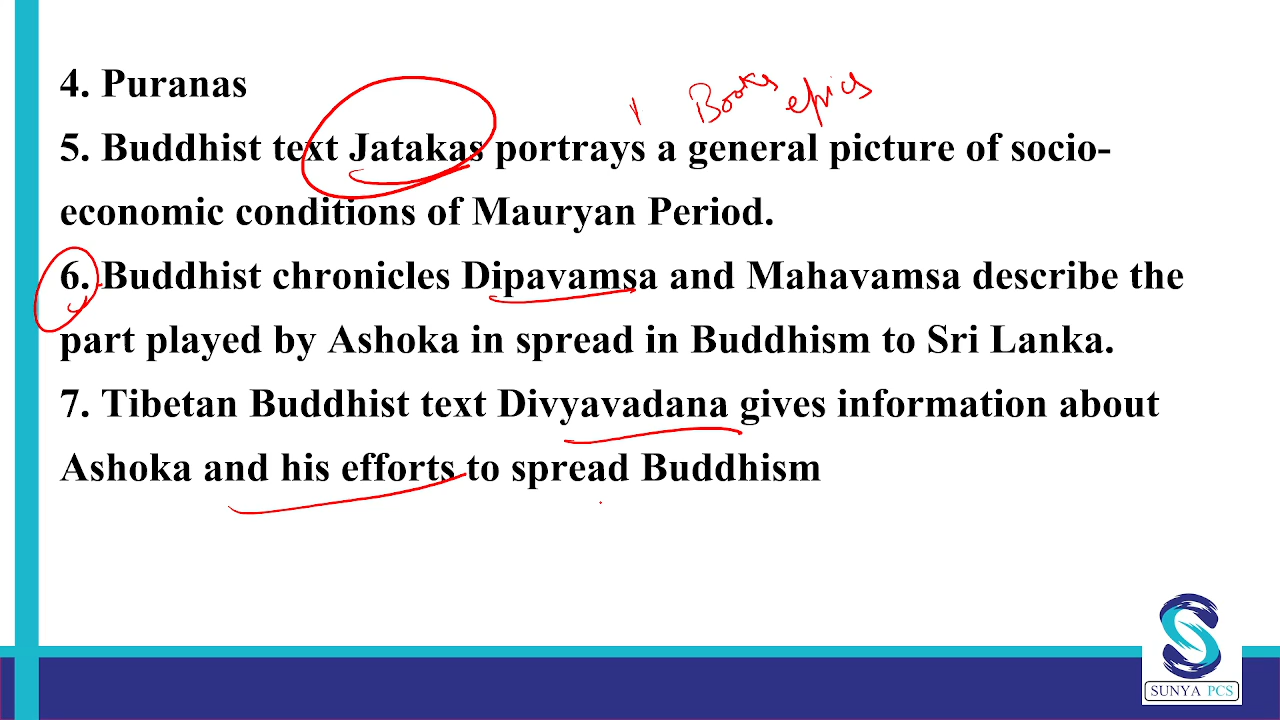 4. Puranas
Books epics
5. Buddhist text Jatakas portrays a general picture of socio-
economic conditions of Mauryan Period.
6. Buddhist chronicles Dipavamsa and Mahavamsa describe the
part played by Ashoka in spread in Buddhism to Sri Lanka.
7. Tibetan Buddhist text Divyavadana gives information about
Ashoka and his efforts to spread Buddhism
SUNYA PCS